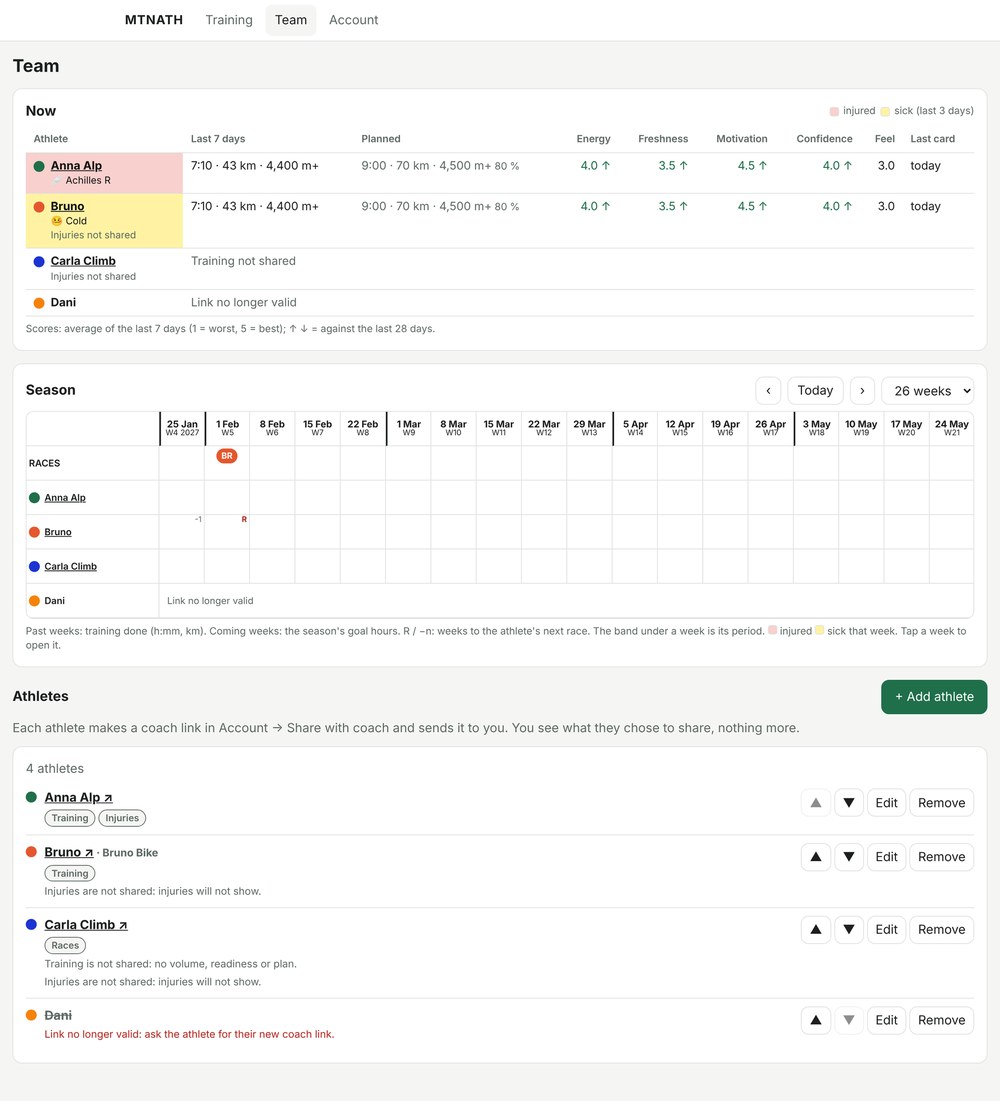 MTNATH Training Team Account
Team
Now
injured sick (last 3 days)
Athlete Last 7 days Planned Energy Freshness Motivation Confidence Feel Last card
Anna Alp 7:10 · 43 km · 4,400 m+ 9:00 · 70 km · 4,500 m+ 80 % 4.0 ↑ 3.5 ↑ 4.5 ↑ 4.0 ↑ 3.0 today
Achilles R
Bruno 7:10 · 43 km · 4,400 m+ 9:00 · 70 km · 4,500 m+ 80 % 4.0 ↑ 3.5 ↑ 4.5 ↑ 4.0 ↑ 3.0 today
Cold
Injuries not shared
Carla Climb Training not shared
Injuries not shared
Dani Link no longer valid
Scores: average of the last 7 days (1 = worst, 5 = best); ↑ ↓ = against the last 28 days.
Season ‹ Today › 26 weeks
25 Jan 1 Feb 8 Feb 15 Feb 22 Feb 1 Mar 8 Mar 15 Mar 22 Mar 29 Mar 5 Apr 12 Apr 19 Apr 26 Apr 3 May 10 May 17 May 24 May
W4 2027 W5 W6 W7 W8 W9 W10 W11 W12 W13 W14 W15 W16 W17 W18 W19 W20 W21
RACES BR
Anna Alp
Bruno -1 R
Carla Climb
Dani Link no longer valid
Past weeks: training done (h:mm, km). Coming weeks: the season's goal hours. R / −n: weeks to the athlete's next race. The band under a week is its period. injured sick that week. Tap a week to
open it.
Athletes + Add athlete
Each athlete makes a coach link in Account → Share with coach and sends it to you. You see what they chose to share, nothing more.
4 athletes
Anna Alp ↗ ▲ ▼ Edit Remove
Training Injuries
Bruno ↗ · Bruno Bike ▲ ▼ Edit Remove
Training
Injuries are not shared: injuries will not show.
Carla Climb ↗ ▲ ▼ Edit Remove
Races
Training is not shared: no volume, readiness or plan.
Injuries are not shared: injuries will not show.
Dani ▲ ▼ Edit Remove
Link no longer valid: ask the athlete for their new coach link.